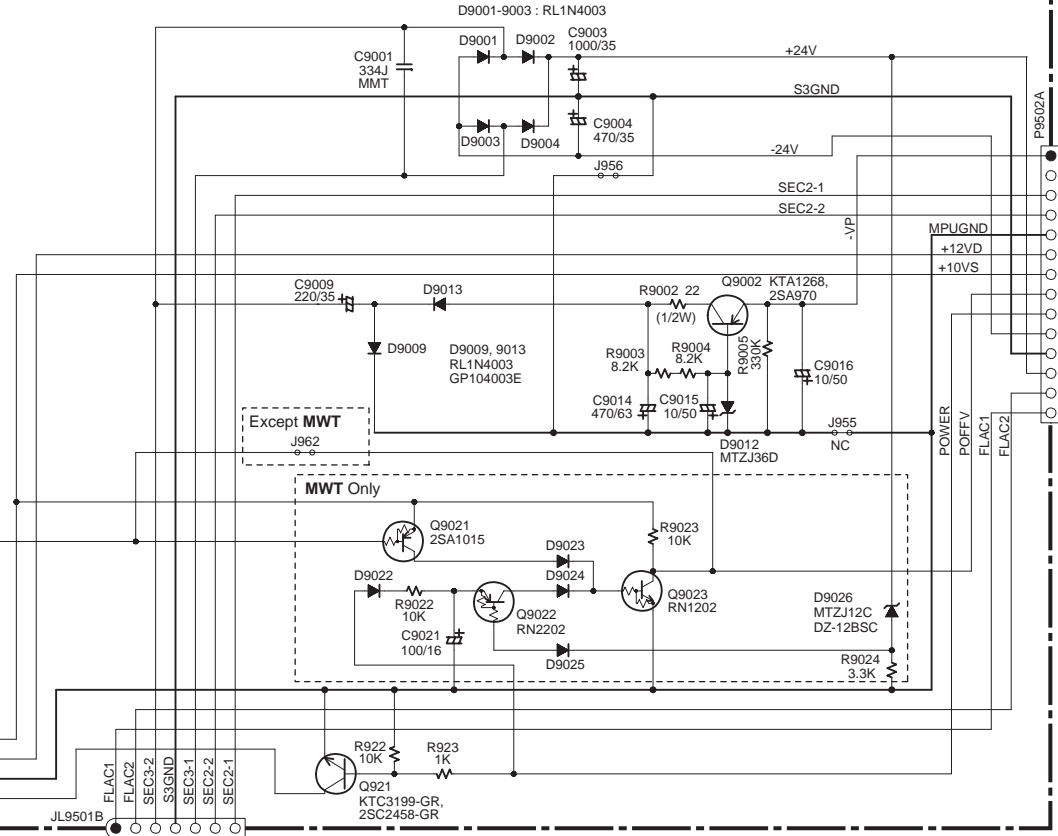 D9001-9003 : RL1N4003
D9001
D9002
C9003
1000/35
C9001
334J
MMT
+24V
S3GND
P9502A
D9003
D9004
C9004
470/35
-24V
J956
SEC2-1
SEC2-2
-VP
MPUGND
+12VD
+10VS
C9009
220/35
D9013
R9002 22
(1/2W)
Q9002
KTA1268,
2SA970
D9009
D9009, 9013
RL1N4003
GP104003E
R9003
8.2K
R9004
8.2K
R9005
330K
C9016
10/50
C9014
470/63
C9015
10/50
D9012
MTZJ36D
J955
NC
POWER
POFFV
FLAC1
FLAC2
Except MWT
J962
MWT Only
Q9021
2SA1015
R9023
10K
D9023
D9022
D9024
R9022
10K
Q9022
RN2202
Q9023
RN1202
C9021
100/16
D9025
D9026
MTZJ12C
DZ-12BSC
R9024
3.3K
R922
10K
R923
1K
Q921
KTC3199-GR,
2SC2458-GR
FLAC1
FLAC2
SEC3-2
S3GND
SEC3-1
SEC2-2
SEC2-1
JL9501B